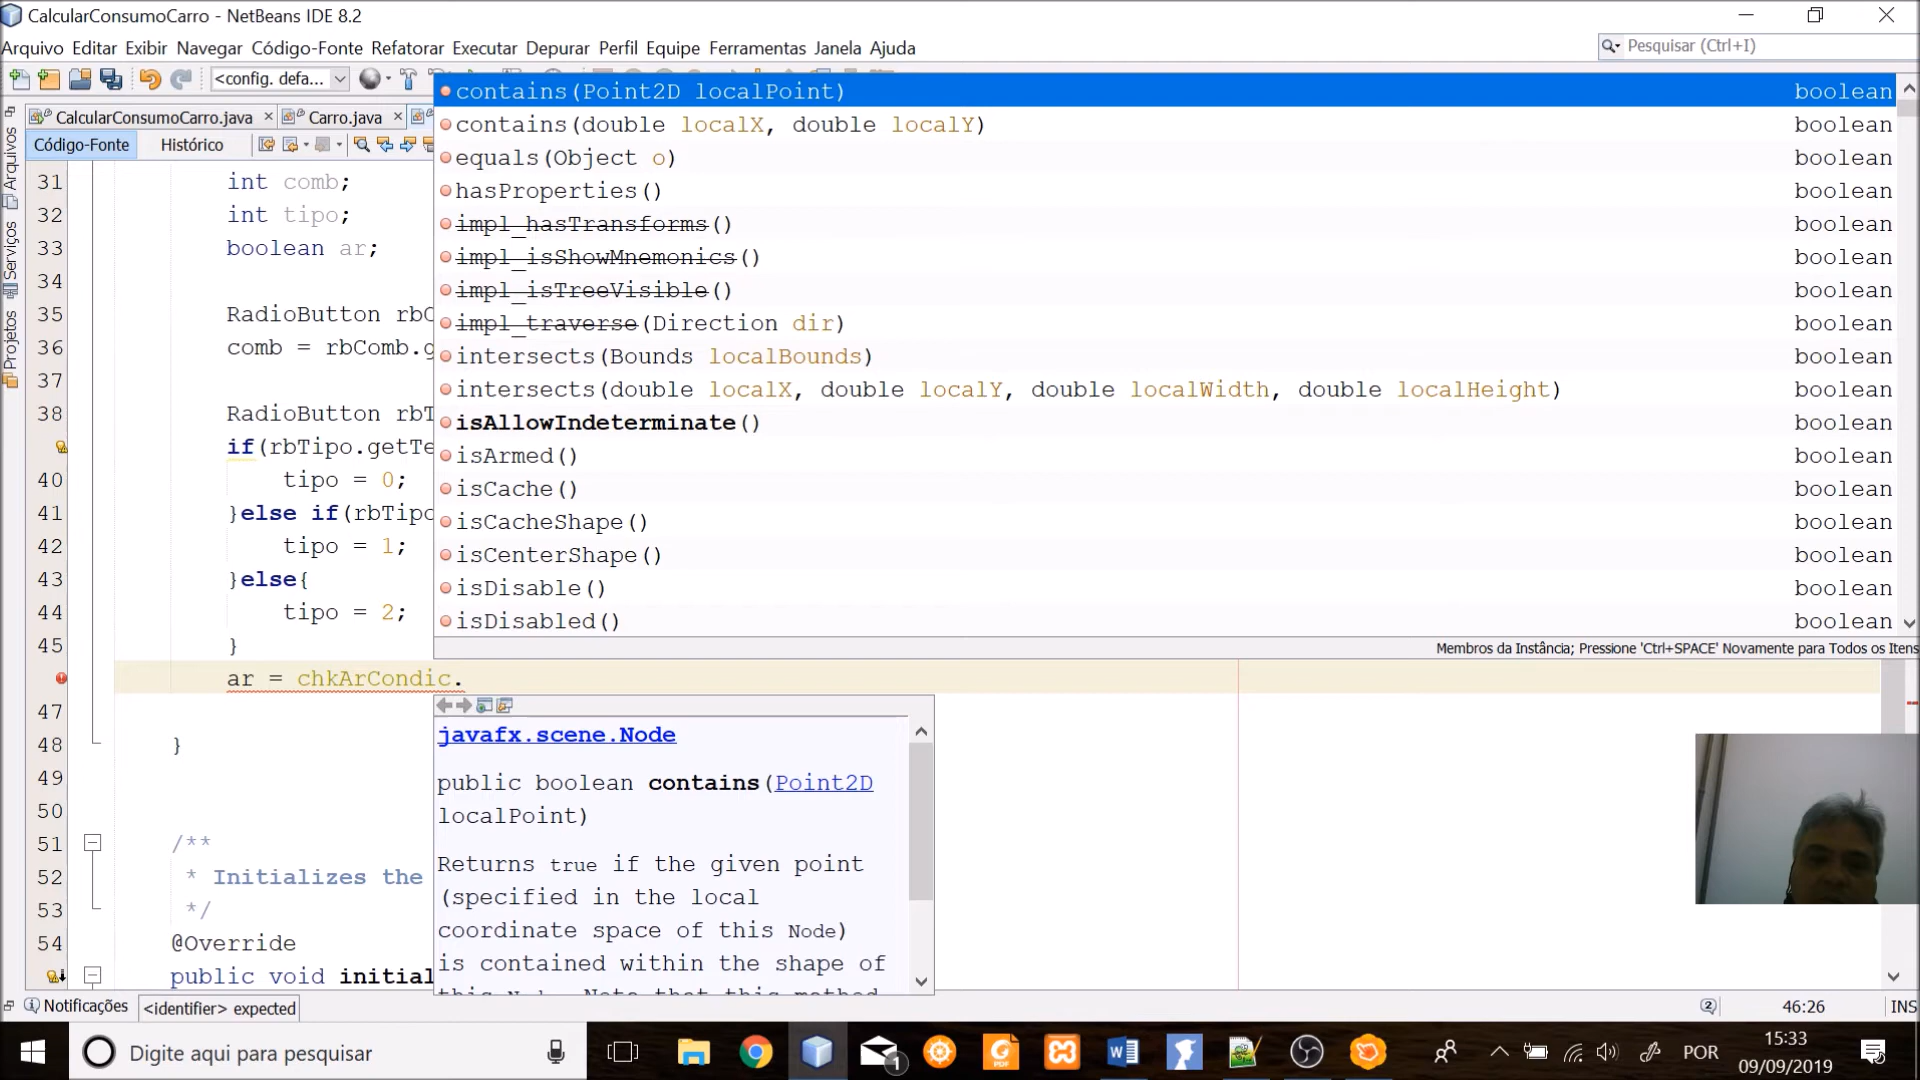 CalcularConsumoCarro - NetBeans IDE 8.2
Arquivo Editar Exibir Navegar Código-Fonte Refatorar Executar Depurar Perfil Equipe Ferramentas Janela Ajuda
Pesquisar (Ctrl+I)
<config. defa...
CalcularConsumoCarro.java
Carro.java
Código-Fonte
Histórico
Arquivos
Serviços
Projetos
contains(Point2D localPoint) boolean
contains(double localX, double localY) boolean
equals(Object o) boolean
hasProperties() boolean
impl_hasTransforms() boolean
impl_isShowMnemonics() boolean
impl_isTreeVisible() boolean
impl_traverse(Direction dir) boolean
intersects(Bounds localBounds) boolean
intersects(double localX, double localY, double localWidth, double localHeight) boolean
isAllowIndeterminate() boolean
isArmed() boolean
isCache() boolean
isCacheShape() boolean
isCenterShape() boolean
isDisable() boolean
isDisabled() boolean
Membros da Instância; Pressione 'Ctrl+SPACE' Novamente para Todos os Itens
31 int comb;
32 int tipo;
33 boolean ar;
34
35 RadioButton rbC
36 comb = rbComb.g
37
38 RadioButton rbT
if(rbTipo.getTe
40 tipo = 0;
41 }else if(rbTipo
42 tipo = 1;
43 }else{
44 tipo = 2;
45 }
ar = chkArCondic.
47
48 }
49
50
51 /**
52 * Initializes the
53 */
54 @Override
public void initial
javafx.scene.Node
public boolean contains(Point2D
localPoint)
Returns true if the given point
(specified in the local
coordinate space of this Node)
is contained within the shape of
Notificações
<identifier> expected
2
46:26
INS
Digite aqui para pesquisar
1
POR
15:33
09/09/2019